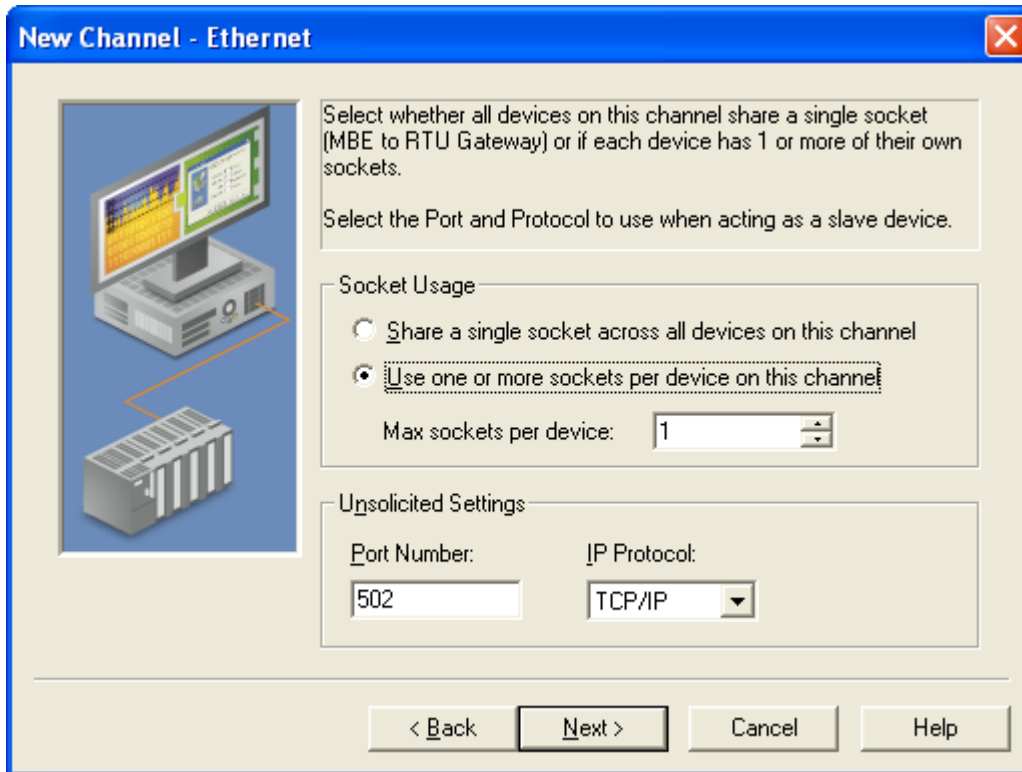 New Channel - Ethernet
Select whether all devices on this channel share a single socket
(MBE to RTU Gateway) or if each device has 1 or more of their own
sockets.
Select the Port and Protocol to use when acting as a slave device.
Socket Usage
Share a single socket across all devices on this channel
Use one or more sockets per device on this channel
Max sockets per device: 1
Unsolicited Settings
Port Number: IP Protocol:
502 TCP/IP
< Back Next > Cancel Help